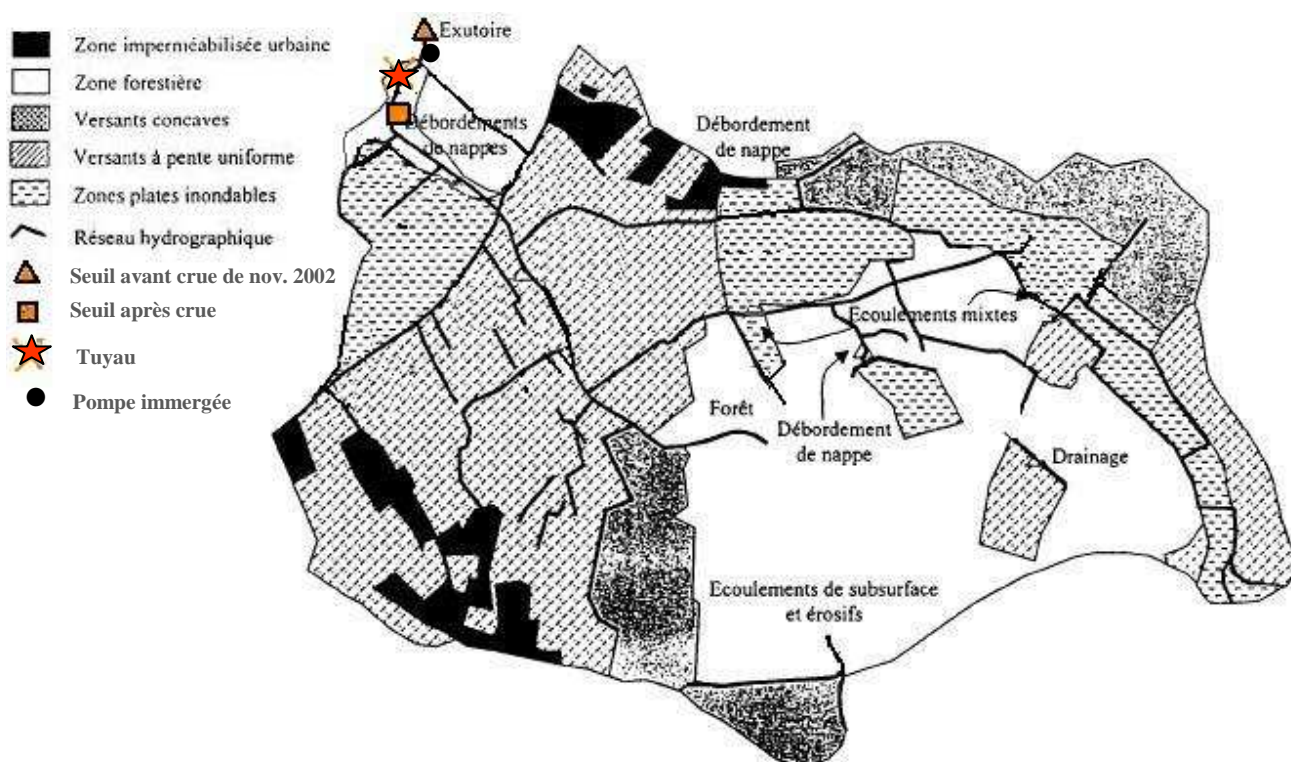 Zone imperméabilisée urbaine
Zone forestière
Versants concaves
Versants à pente uniforme
Zones plates inondables
Réseau hydrographique
Seuil avant crue de nov. 2002
Seuil après crue
Tuyau
Pompe immergée
Exutoire
Débordements
de nappes
Débordement
de nappe
Ecoulements mixtes
Forêt
Débordement
de nappe
Drainage
Ecoulements de subsurface
et érosifs